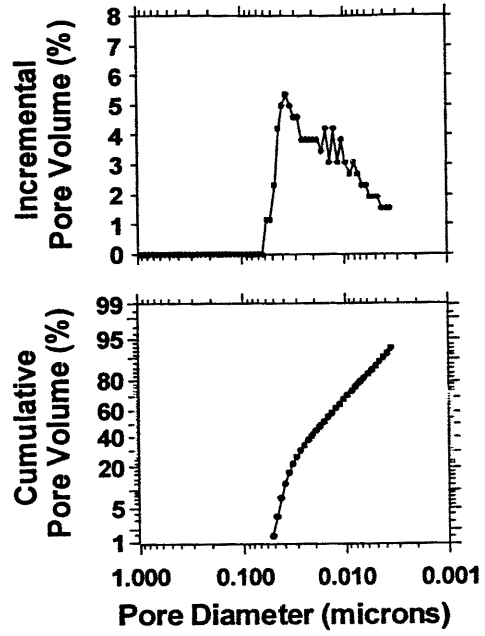 8
7
6
5
4
3
2
1
0
Incremental
Pore Volume (%)
99
95
80
60
40
20
5
1
Cumulative
Pore Volume (%)
1.000 0.100 0.010 0.001
Pore Diameter (microns)